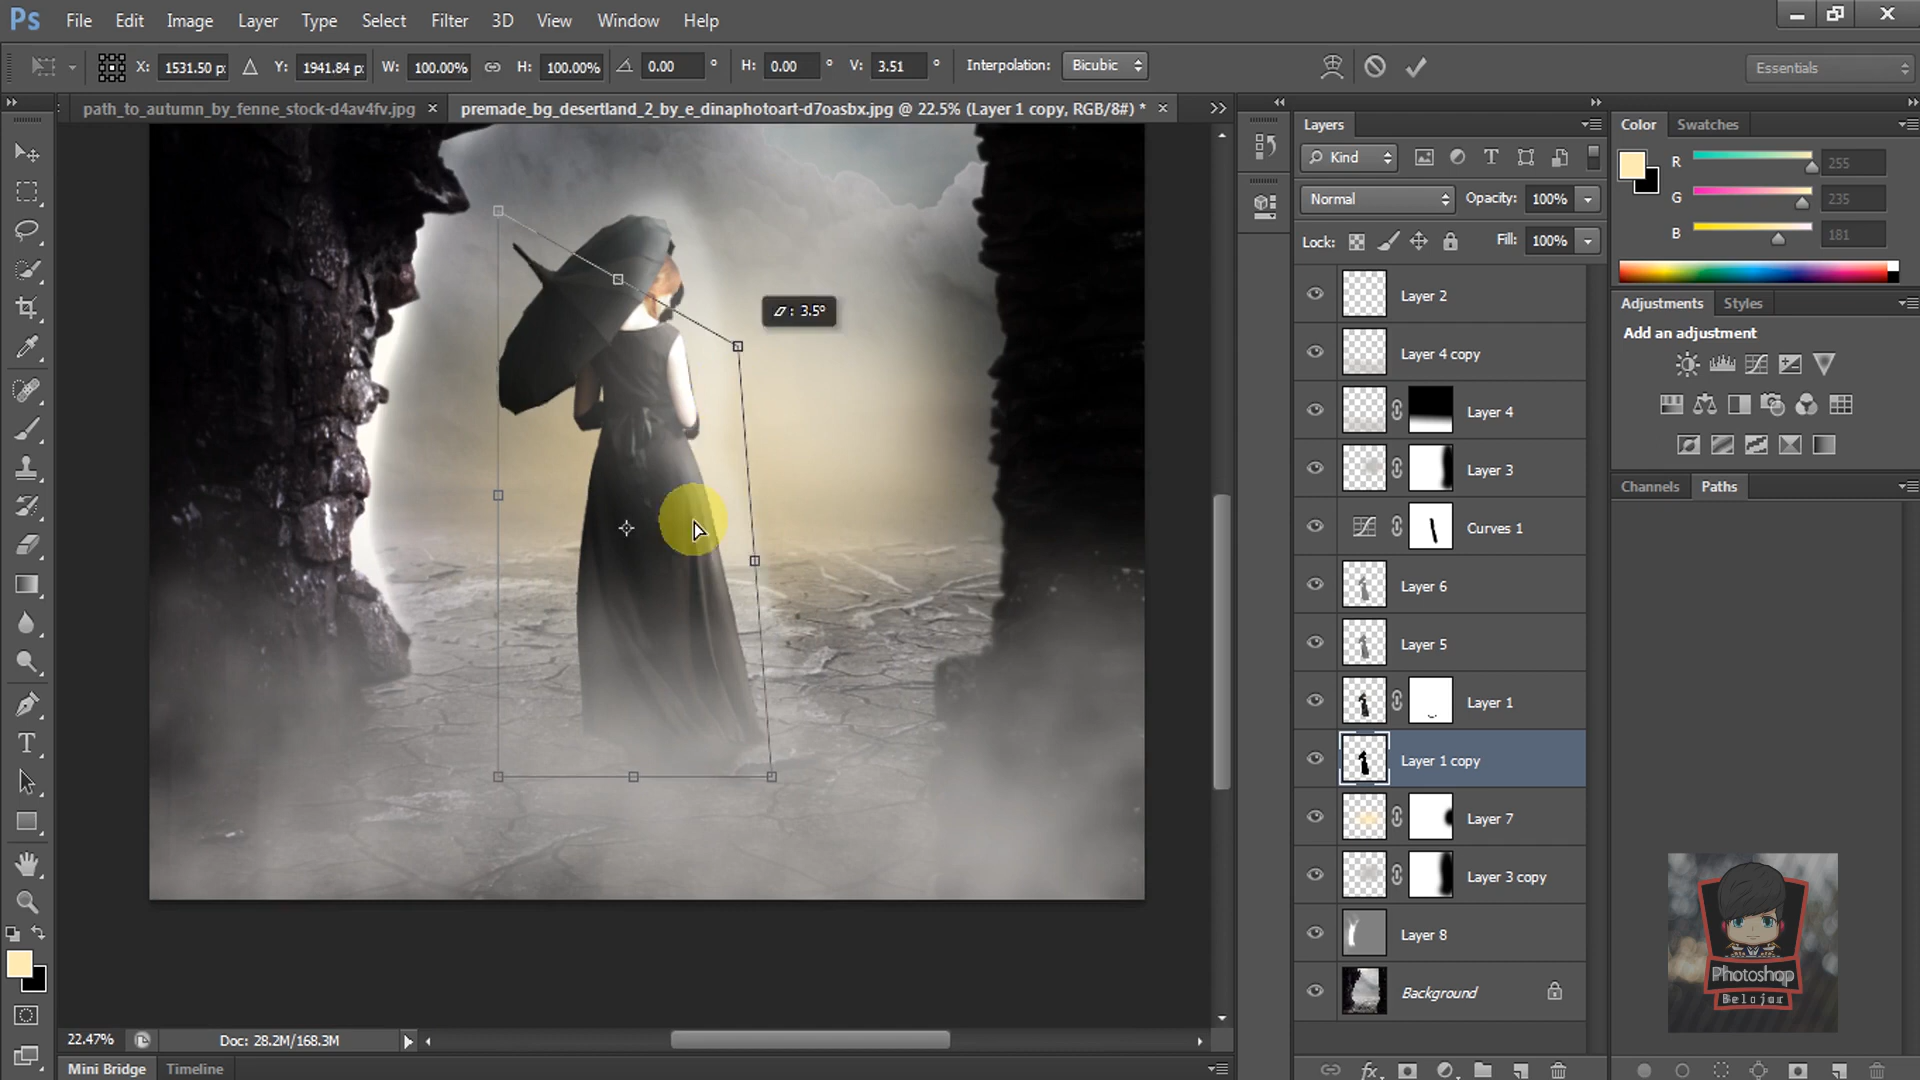 Ps File Edit Image Layer Type Select Filter 3D View Window Help
X: 1531.50 p: Y: 1941.84 p: W: 100.00% H: 100.00% 0.00 ° H: 0.00 ° V: 3.51 ° Interpolation: Bicubic Essentials
path_to_autumn_by_fenne_stock-d4av4fv.jpg × premade_bg_desertland_2_by_e_dinaphotoart-d7oasbx.jpg @ 22.5% (Layer 1 copy, RGB/8#) * ×
: 3.5°
Layers
Kind
Normal Opacity: 100%
Lock: Fill: 100%
Layer 2
Layer 4 copy
Layer 4
Layer 3
Curves 1
Layer 6
Layer 5
Layer 1
Layer 1 copy
Layer 7
Layer 3 copy
Layer 8
Background
fx
Color Swatches
R 255
G 235
B 181
Adjustments Styles
Add an adjustment
Channels Paths
Photoshop
Belajar
22.47% Doc: 28.2M/168.3M
Mini Bridge Timeline